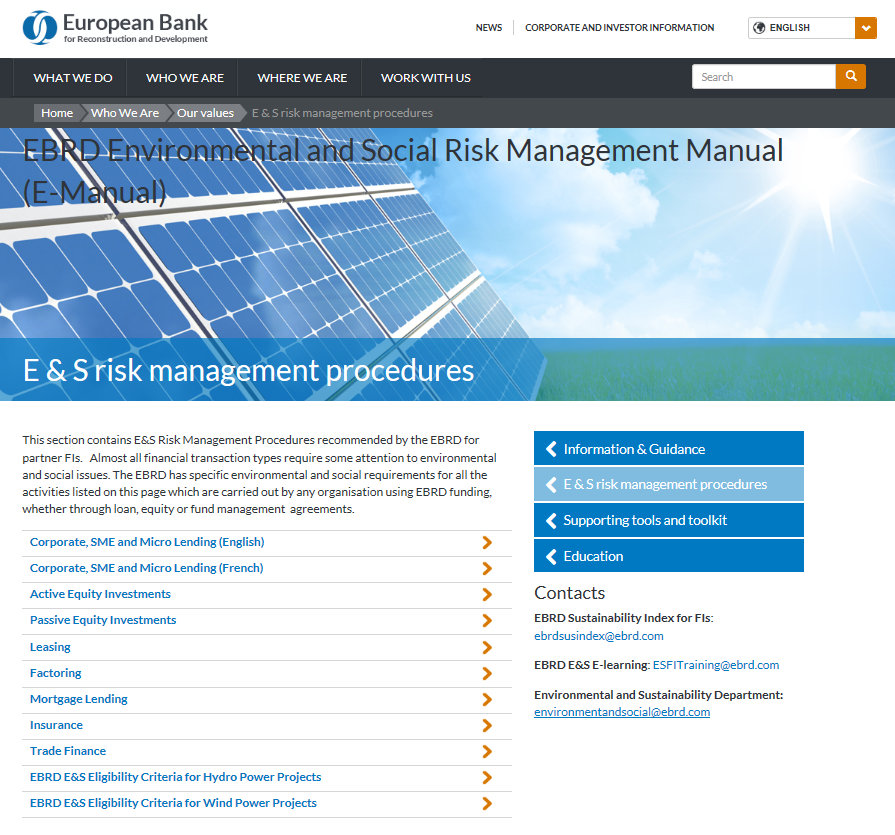 European Bank
for Reconstruction and Development
NEWS
CORPORATE AND INVESTOR INFORMATION
ENGLISH
WHAT WE DO
WHO WE ARE
WHERE WE ARE
WORK WITH US
Search
Home
Who We Are
Our values
E & S risk management procedures
EBRD Environmental and Social Risk Management Manual
(E-Manual)
E & S risk management procedures
This section contains E&S Risk Management Procedures recommended by the EBRD for
partner FIs.  Almost all financial transaction types require some attention to environmental
and social issues. The EBRD has specific environmental and social requirements for all the
activities listed on this page which are carried out by any organisation using EBRD funding,
whether through loan, equity or fund management  agreements.
Corporate, SME and Micro Lending (English)
Corporate, SME and Micro Lending (French)
Active Equity Investments
Passive Equity Investments
Leasing
Factoring
Mortgage Lending
Insurance
Trade Finance
EBRD E&S Eligibility Criteria for Hydro Power Projects
EBRD E&S Eligibility Criteria for Wind Power Projects
Information & Guidance
E & S risk management procedures
Supporting tools and toolkit
Education
Contacts
EBRD Sustainability Index for FIs:
ebrdsusindex@ebrd.com
EBRD E&S E-learning: ESFITraining@ebrd.com
Environmental and Sustainability Department:
environmentandsocial@ebrd.com